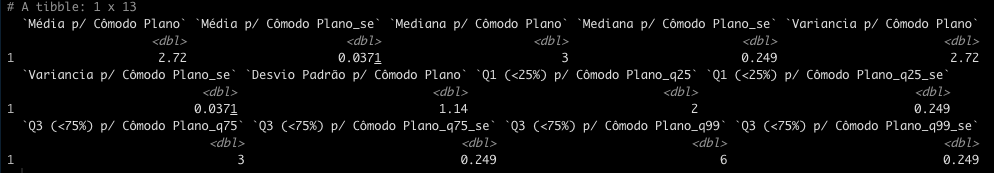 # A tibble: 1 x 13
`Média p/ Cômodo Plano` `Média p/ Cômodo Plano_se` `Mediana p/ Cômodo Plano` `Mediana p/ Cômodo Plano_se` `Variancia p/ Cômodo Plano`
<dbl> <dbl> <dbl> <dbl> <dbl>
1 2.72 0.0371 3 0.249 2.72
`Variancia p/ Cômodo Plano_se` `Desvio Padrão p/ Cômodo Plano` `Q1 (<25%) p/ Cômodo Plano_q25` `Q1 (<25%) p/ Cômodo Plano_q25_se`
<dbl> <dbl> <dbl> <dbl>
1 0.0371 1.14 2 0.249
`Q3 (<75%) p/ Cômodo Plano_q75` `Q3 (<75%) p/ Cômodo Plano_q75_se` `Q3 (<75%) p/ Cômodo Plano_q99` `Q3 (<75%) p/ Cômodo Plano_q99_se`
<dbl> <dbl> <dbl> <dbl>
1 3 0.249 6 0.249